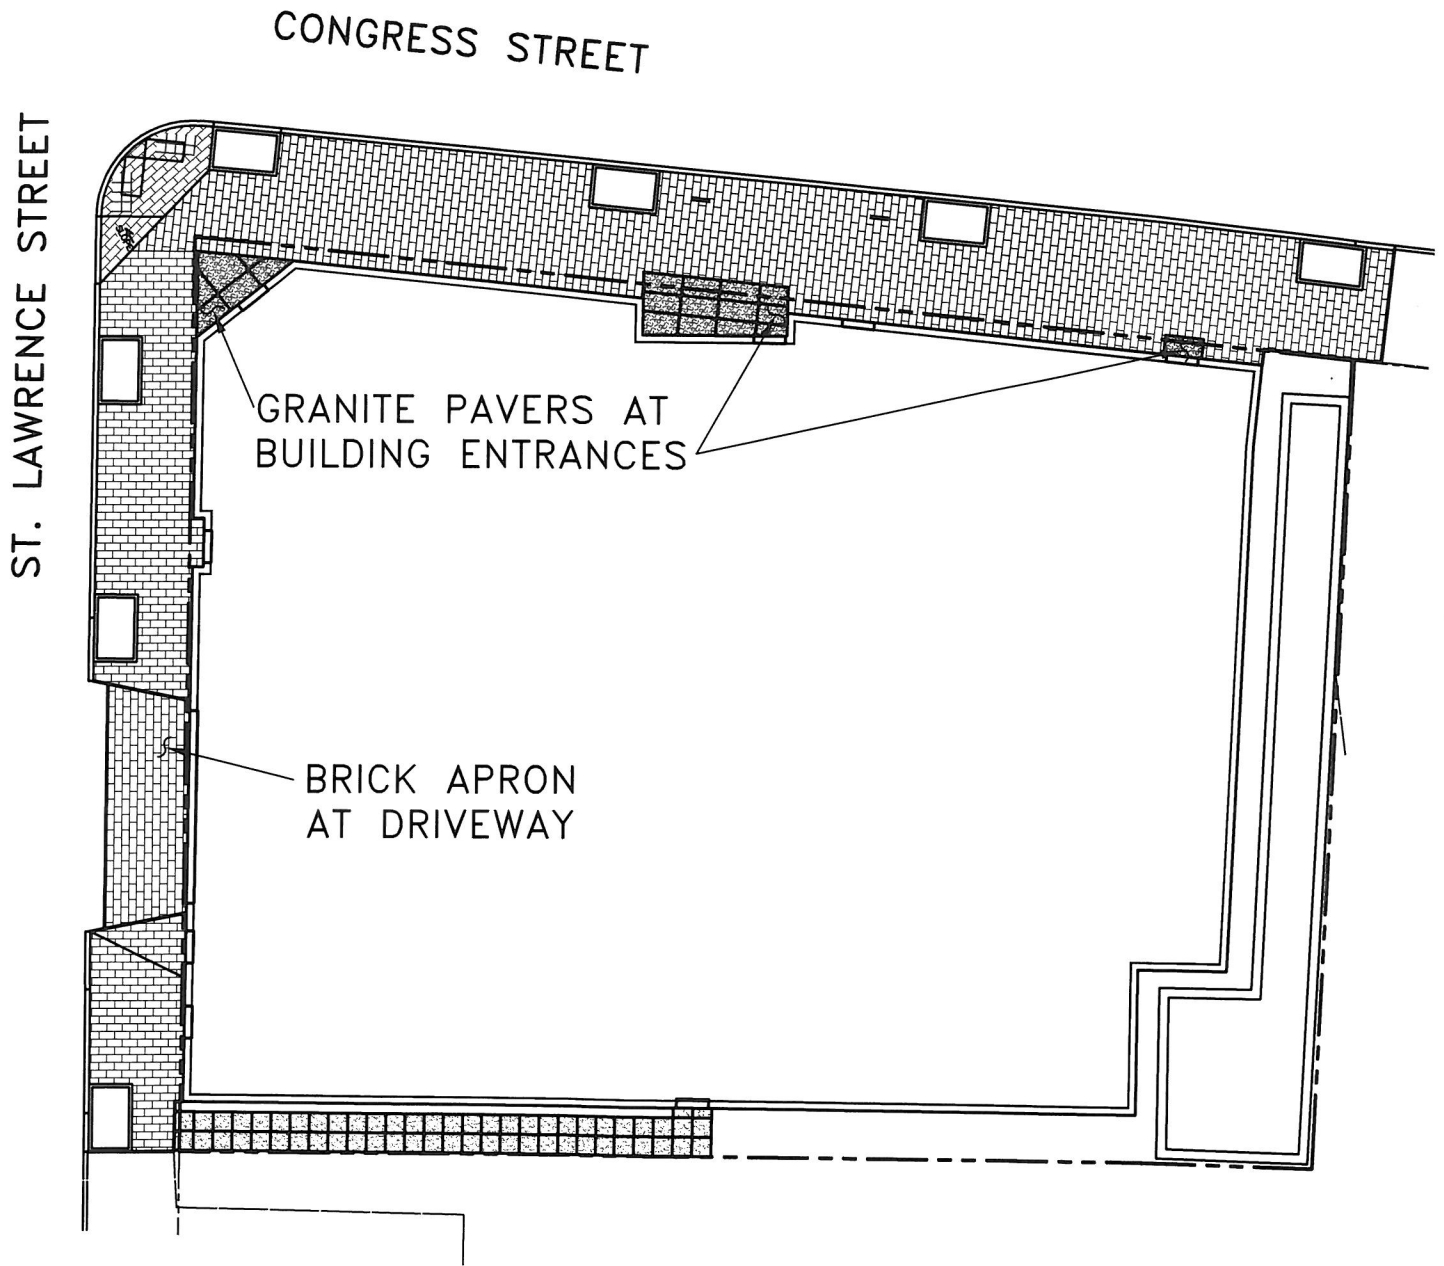 CONGRESS STREET
ST. LAWRENCE STREET
GRANITE PAVERS AT
BUILDING ENTRANCES
BRICK APRON
AT DRIVEWAY